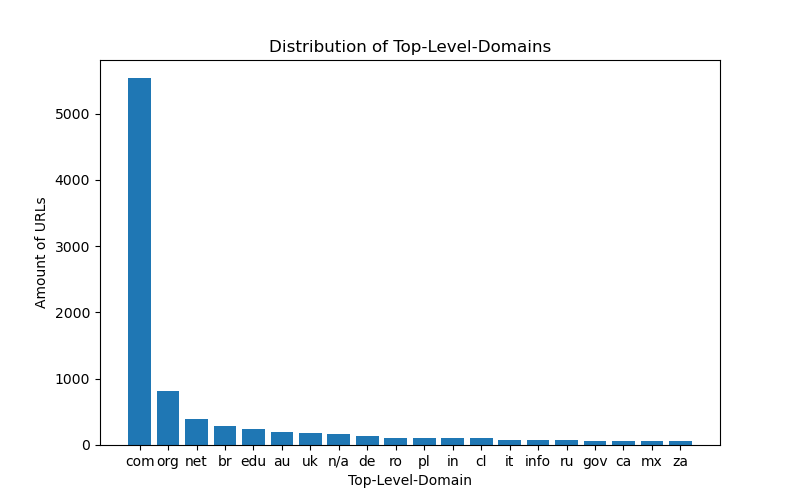 Distribution of Top-Level-Domains
5000
4000
3000
2000
1000
0
Amount of URLs
com org net br edu au uk n/a de ro pl in cl it info ru gov ca mx za
Top-Level-Domain